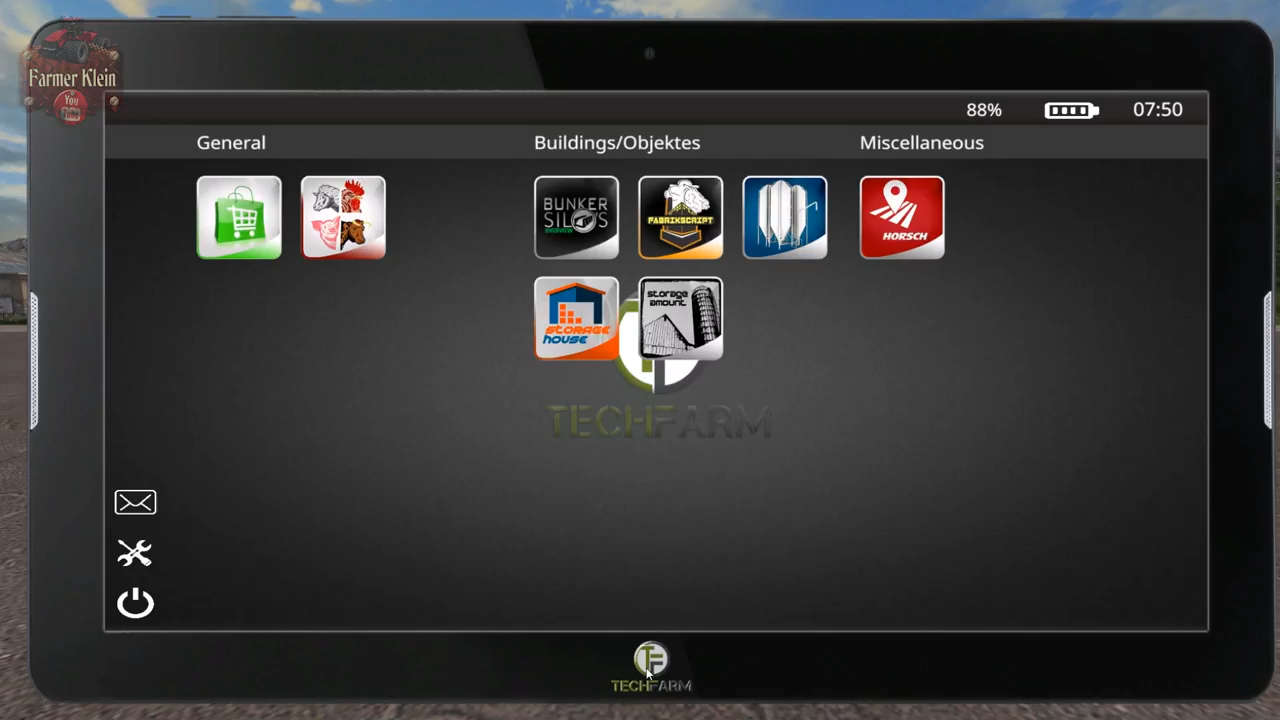 Farmer Klein
You
Tube
88%
07:50
General
Buildings/Objektes
Miscellaneous
BUNKER
SILOS
OVERVIEW
FABRIKSCRIPT
HORSCH
STORAGE
HOUSE
STORAGE
AMOUNT
TECHFARM
TF
TECHFARM